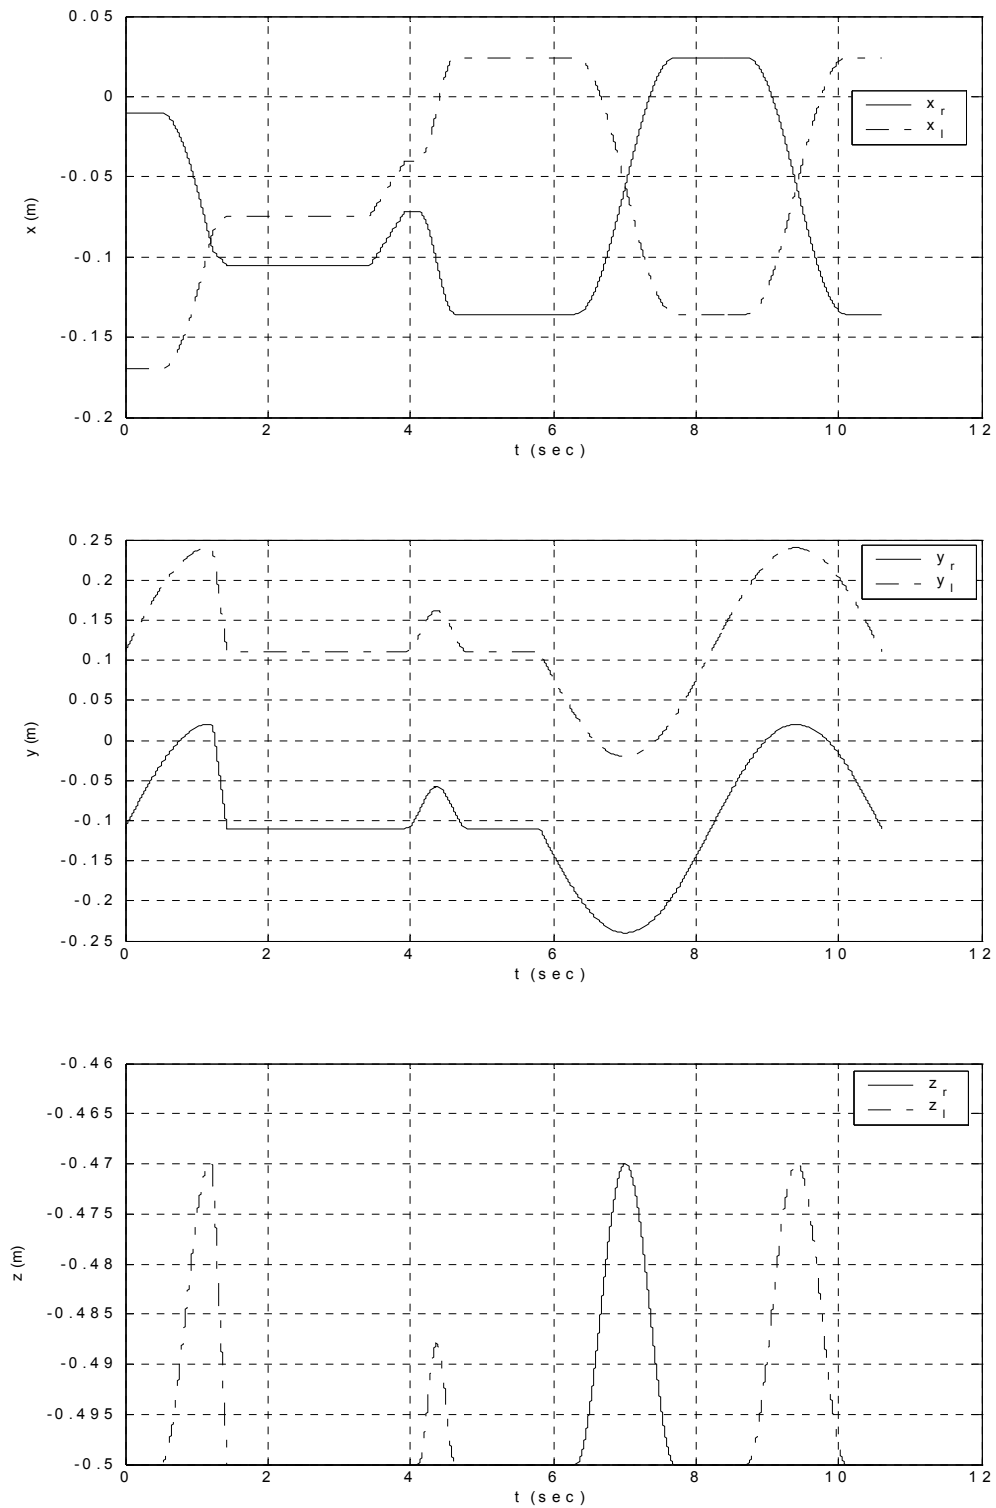 0.05
0
-0.05
-0.1
-0.15
-0.2
x (m)
0 2 4 6 8 10 12
t (sec)
x r
x l
0.25
0.2
0.15
0.1
0.05
0
-0.05
-0.1
-0.15
-0.2
-0.25
y (m)
0 2 4 6 8 10 12
t (sec)
y r
y l
-0.46
-0.465
-0.47
-0.475
-0.48
-0.485
-0.49
-0.495
-0.5
z (m)
0 2 4 6 8 10 12
t (sec)
z r
z l